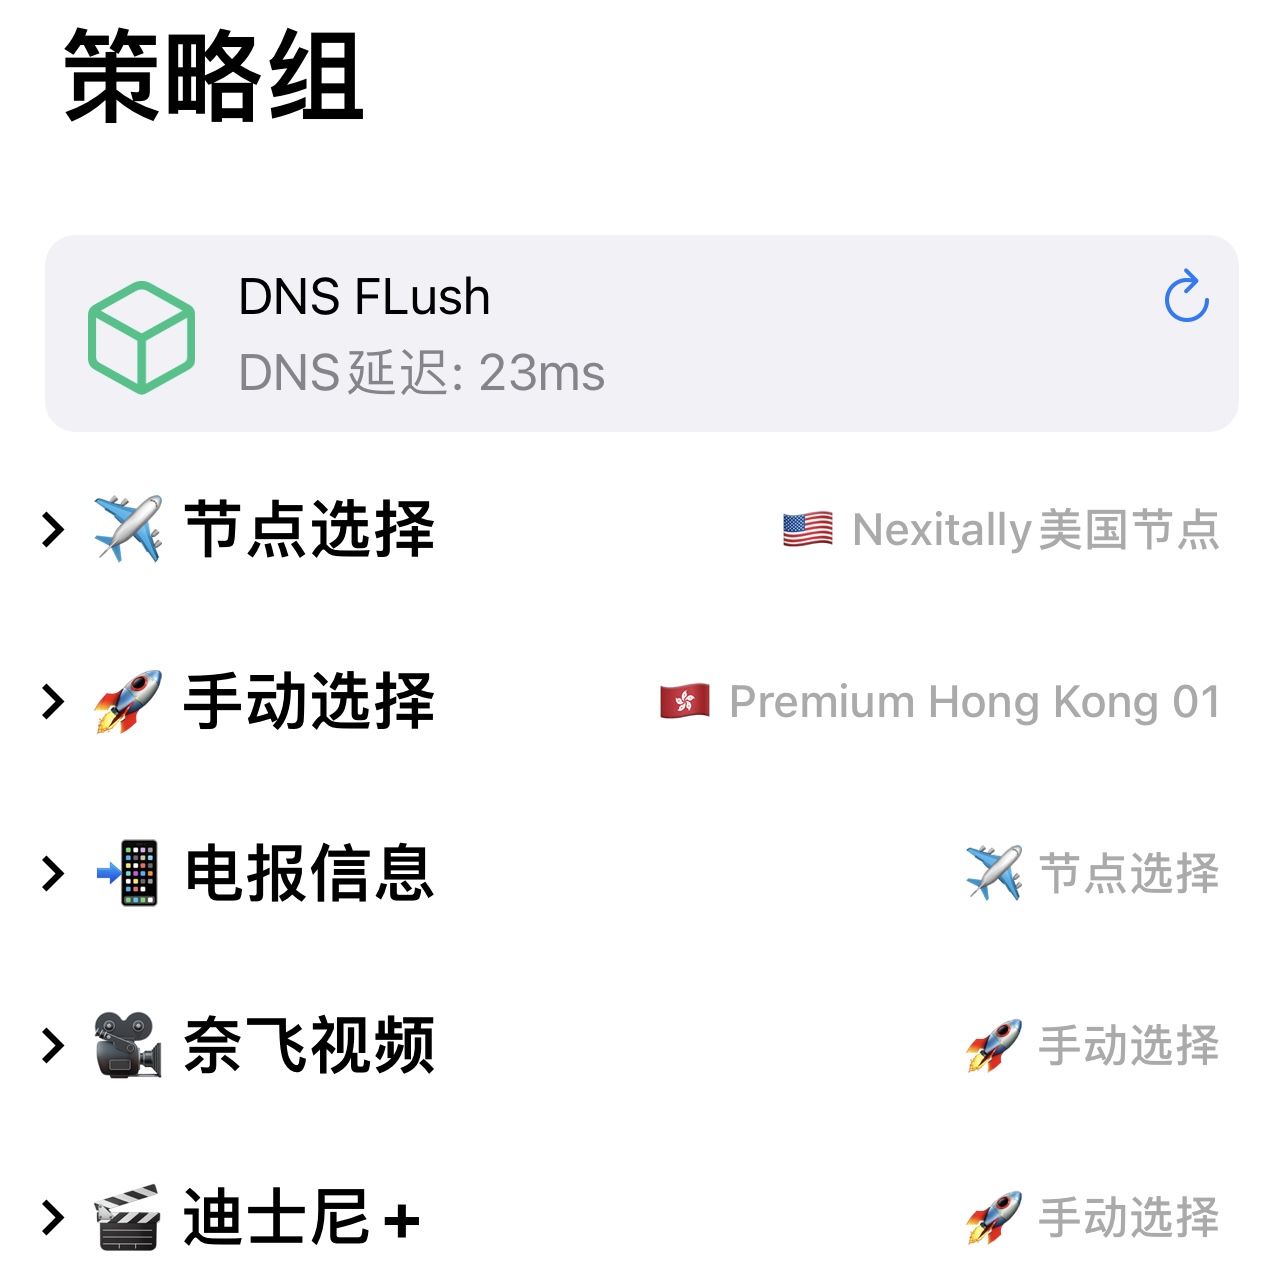 策略组
DNS FLush
DNS延迟: 23ms
节点选择
Nexitally美国节点
手动选择
Premium Hong Kong 01
电报信息
节点选择
奈飞视频
手动选择
迪士尼+
手动选择